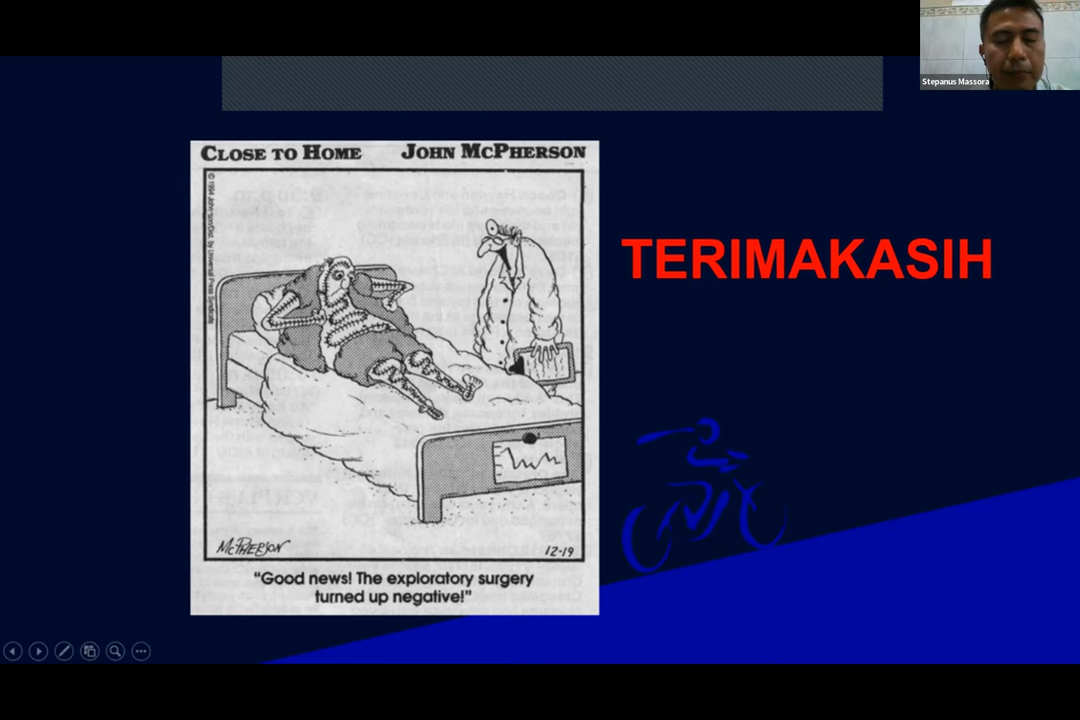 Stepanus Massora
CLOSE TO HOME JOHN MCPHERSON
TERIMAKASIH
McPHERSON 12-19
"Good news! The exploratory surgery
turned up negative!"